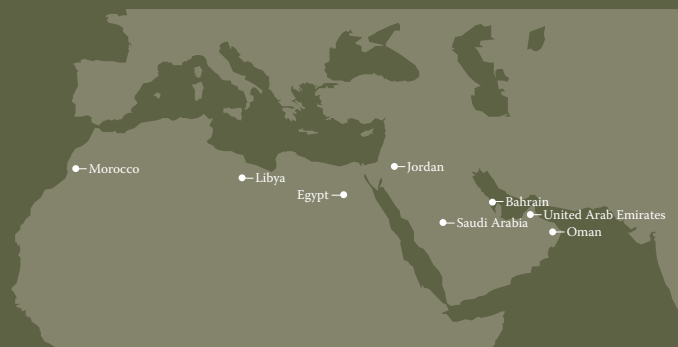 Morocco
Jordan
Libya
Egypt
Bahrain
United Arab Emirates
Saudi Arabia
Oman